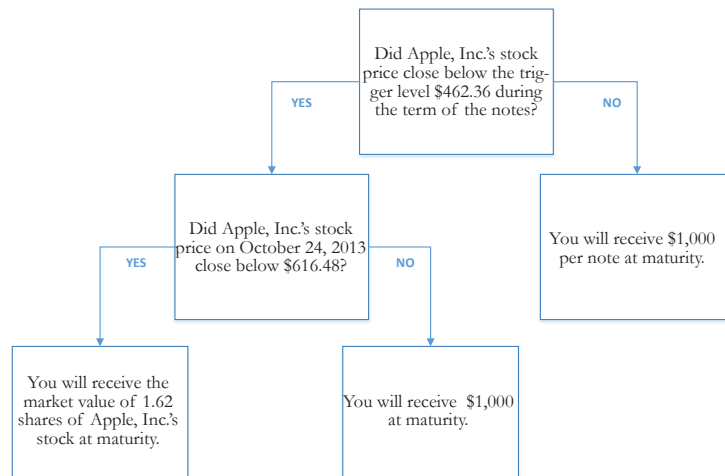 Did Apple, Inc.'s stock
price close below the trig-
ger level $462.36 during
the term of the notes?
YES
NO
Did Apple, Inc.'s stock
price on October 24, 2013
close below $616.48?
You will receive $1,000
per note at maturity.
YES
NO
You will receive the
market value of 1.62
shares of Apple, Inc.'s
stock at maturity.
You will receive $1,000
at maturity.